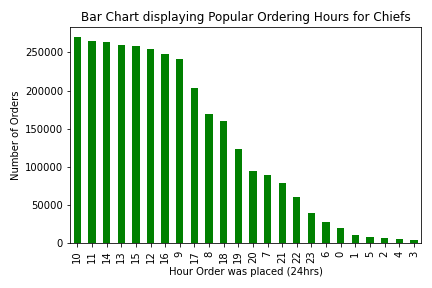 Bar Chart displaying Popular Ordering Hours for Chiefs
Number of Orders
250000
200000
150000
100000
50000
0
10 11 14 13 15 12 16 9 17 8 18 19 20 7 21 22 23 6 0 1 5 2 4 3
Hour Order was placed (24hrs)